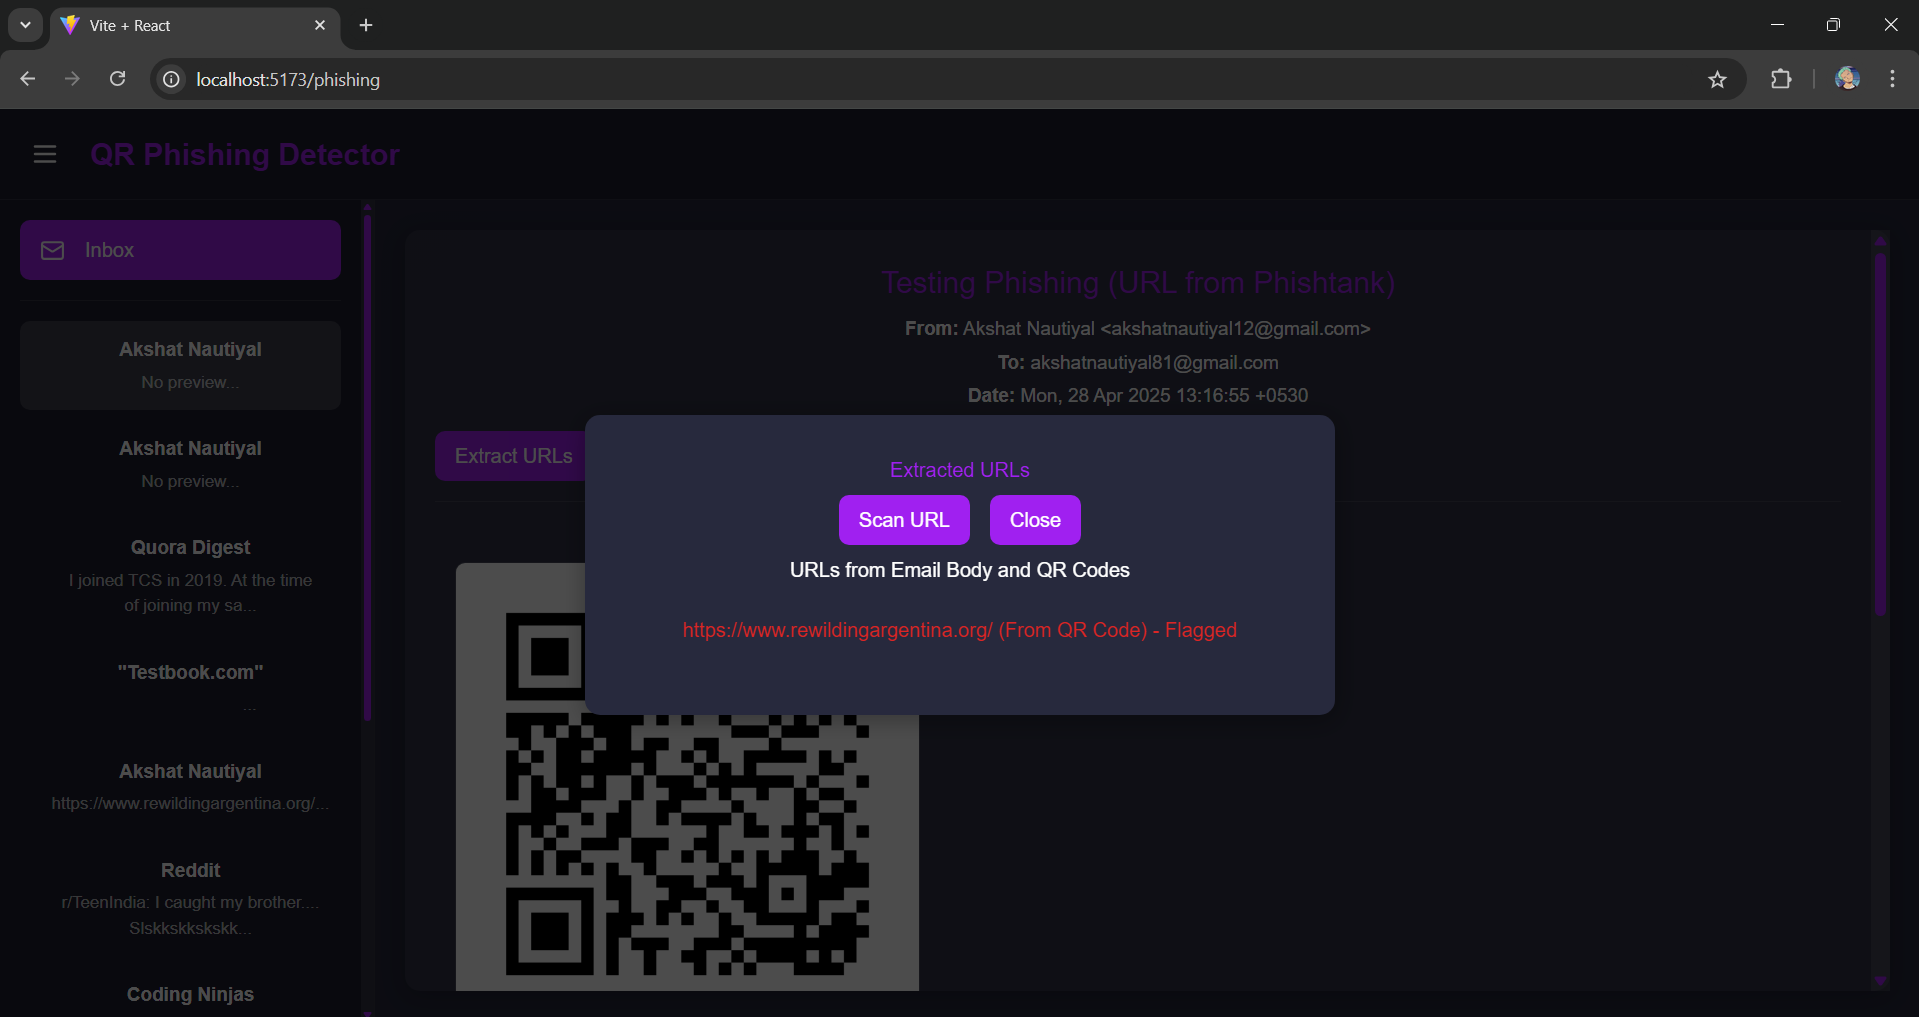 Vite + React
localhost:5173/phishing
QR Phishing Detector
Inbox
Akshat Nautiyal
No preview...
Akshat Nautiyal
No preview...
Quora Digest
I joined TCS in 2019. At the time
of joining my sa...
"Testbook.com"
...
Akshat Nautiyal
https://www.rewildingargentina.org/...
Reddit
r/TeenIndia: I caught my brother....
Slskkskkskskk...
Coding Ninjas
Testing Phishing (URL from Phishtank)
From: Akshat Nautiyal <akshatnautiyal12@gmail.com>
To: akshatnautiyal81@gmail.com
Date: Mon, 28 Apr 2025 13:16:55 +0530
Extract URLs
Extracted URLs
Scan URL
Close
URLs from Email Body and QR Codes
https://www.rewildingargentina.org/ (From QR Code) - Flagged